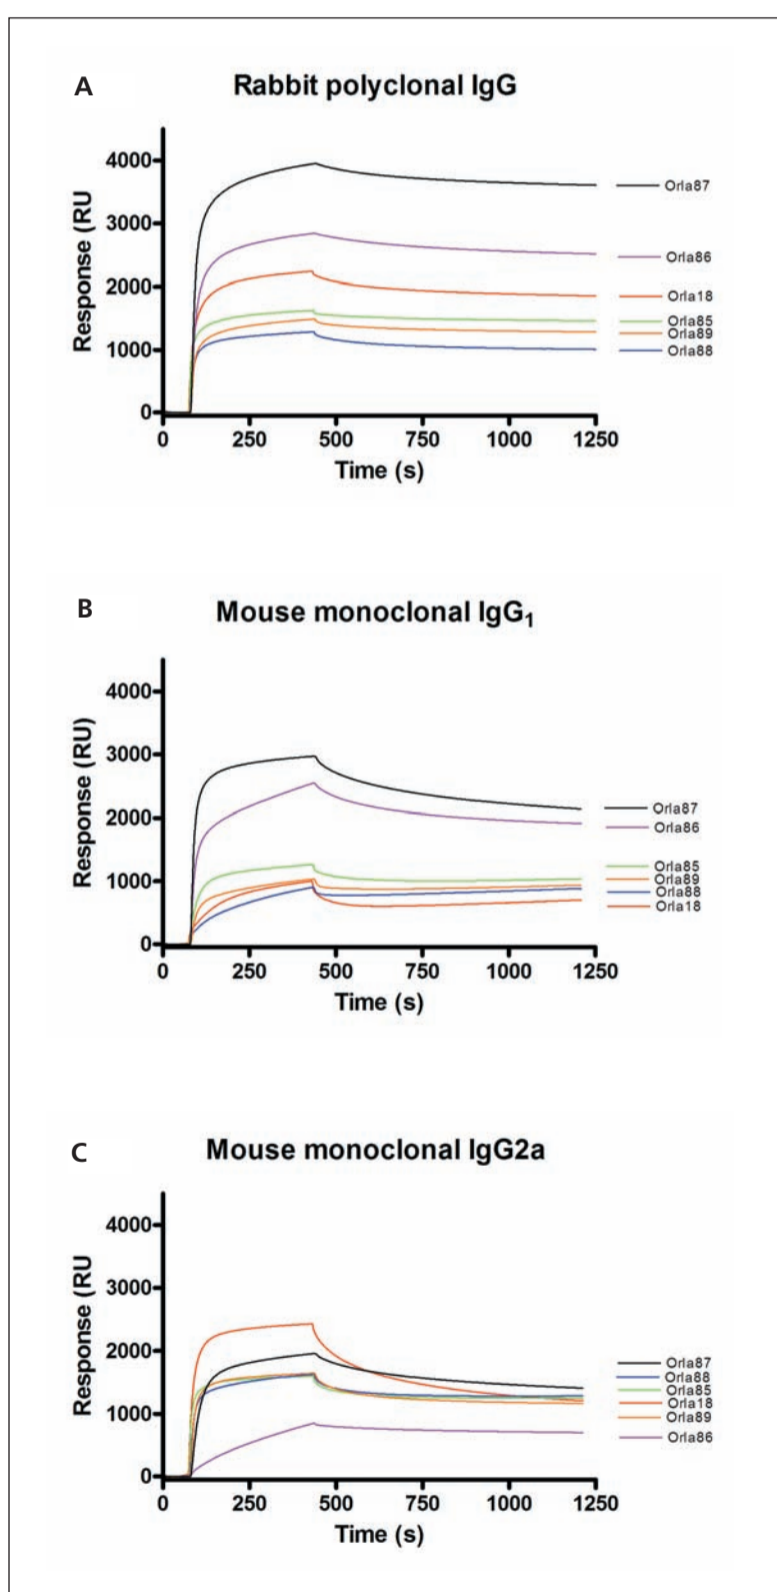 A
Rabbit polyclonal IgG
Response (RU
4000
3000
2000
1000
0
0 250 500 750 1000 1250
Time (s)
Orla87
Orla86
Orla18
Orla85
Orla89
Orla88
B
Mouse monoclonal IgG₁
Response (RU)
4000
3000
2000
1000
0
0 250 500 750 1000 1250
Time (s)
Orla87
Orla86
Orla85
Orla89
Orla88
Orla18
C
Mouse monoclonal IgG2a
Response (RU
4000
3000
2000
1000
0
0 250 500 750 1000 1250
Time (s)
Orla87
Orla88
Orla85
Orla18
Orla89
Orla86